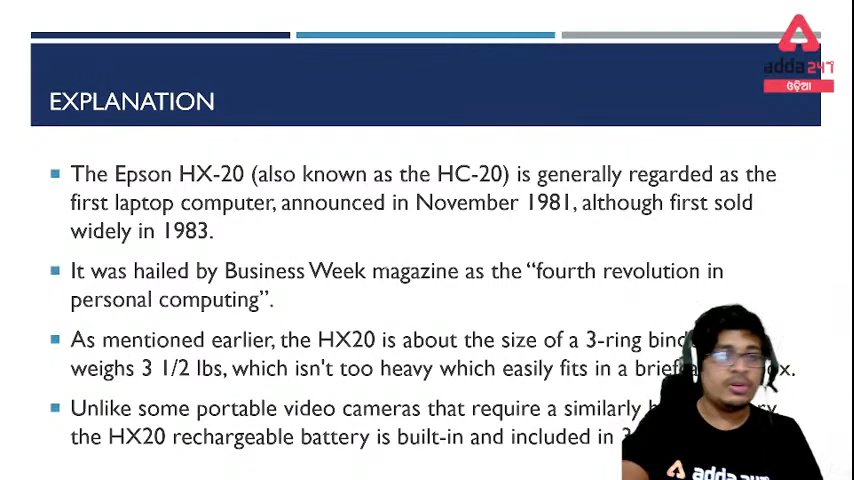 adda247
ଓଡ଼ିଆ
EXPLANATION
The Epson HX-20 (also known as the HC-20) is generally regarded as the
first laptop computer, announced in November 1981, although first sold
widely in 1983.
It was hailed by Business Week magazine as the “fourth revolution in
personal computing”.
As mentioned earlier, the HX20 is about the size of a 3-ring
weighs 3 1/2 lbs, which isn't too heavy which easily fits in a
Unlike some portable video cameras that require a similarly
the HX20 rechargeable battery is built-in and included in
adda247